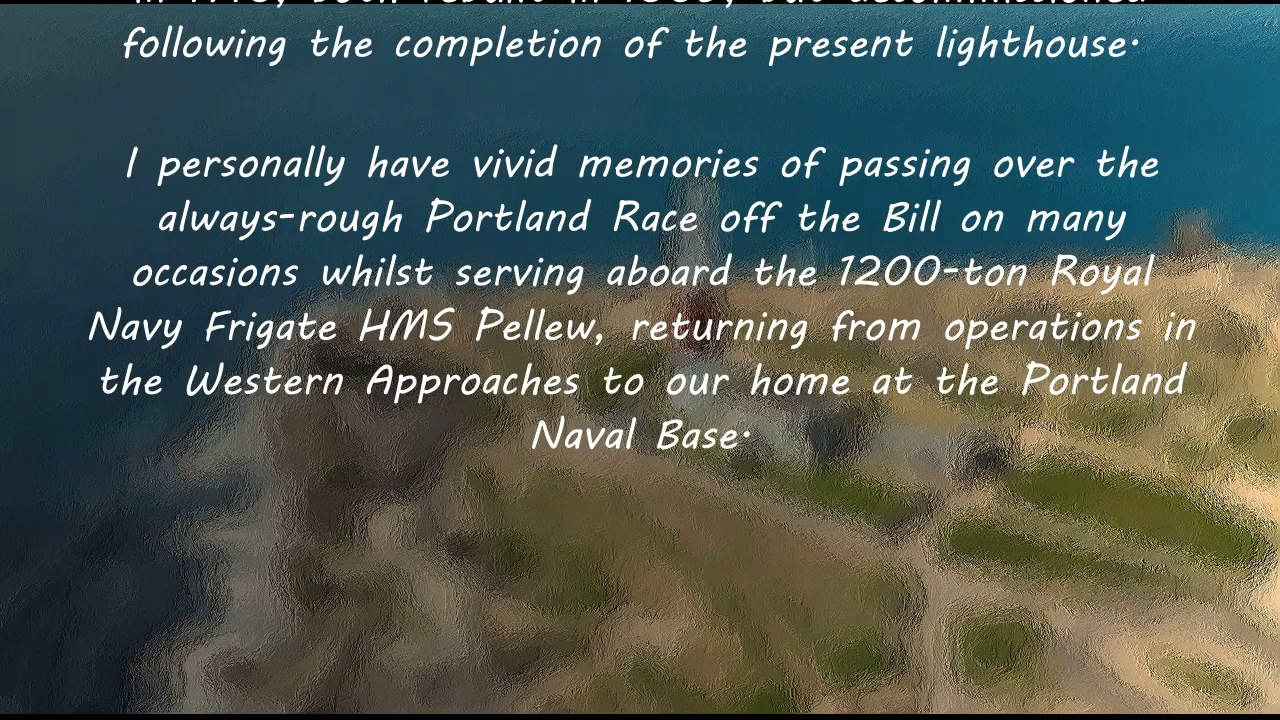 following the completion of the present lighthouse.
I personally have vivid memories of passing over the
always-rough Portland Race off the Bill on many
occasions whilst serving aboard the 1200-ton Royal
Navy Frigate HMS Pellew, returning from operations in
the Western Approaches to our home at the Portland
Naval Base.